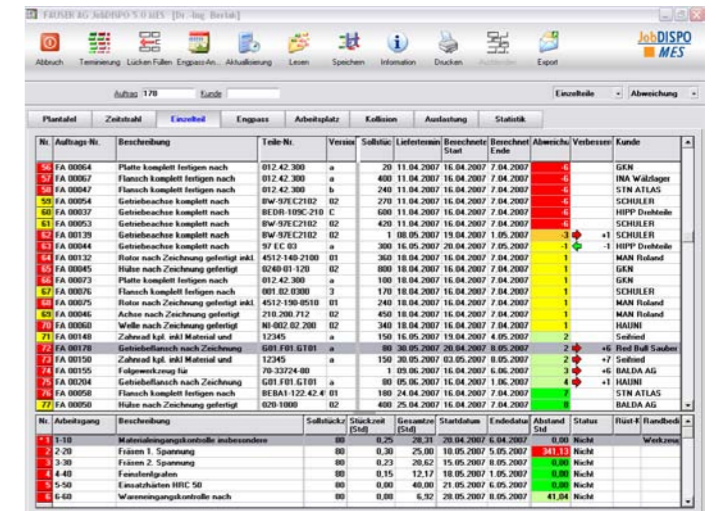 FAUSER AG JobDISPO 5.0 MES [Dr.-Ing. Berlak]
Abbruch Terminierung Lücken Füllen Engpass-An... Aktualisierung Lesen Speichern Information Drucken Export
JobDISPO
MES
Auftrag 178 Kunde Einzelteile Abweichung
Plantafel Zeitstrahl Einzelteil Engpass Arbeitsplatz Kollision Auslastung Statistik
Nr. Auftrags-Nr. Beschreibung Teile-Nr. Version Sollstüc Liefertermin Berechnete Start Berechnet Ende Abweichu Verbesser Kunde
56 FA 00064 Platte komplett fertigen nach 012.42.300 a 20 11.04.2007 16.04.2007 7.04.2007 -6 GKN
57 FA 00067 Flansch komplett fertigen nach 012.42.300 a 400 11.04.2007 16.04.2007 7.04.2007 -6 INA Wälzlager
58 FA 00047 Flansch komplett fertigen nach 012.42.300 b 240 11.04.2007 16.04.2007 7.04.2007 -6 STN ATLAS
59 FA 00054 Getriebeachse komplett nach BW-97EC2102 02 270 11.04.2007 16.04.2007 7.04.2007 -6 SCHULER
60 FA 00037 Getriebeachse komplett nach BEDR-109C-210 C 600 11.04.2007 16.04.2007 7.04.2007 -6 HIPP Drehteile
61 FA 00053 Getriebeachse komplett nach BW-97EC2102 02 420 11.04.2007 16.04.2007 7.04.2007 -6 SCHULER
62 FA 00139 Getriebeachse komplett nach BW-97EC2102 02 1 08.05.2007 19.04.2007 1.05.2007 -3 +1 SCHULER
63 FA 00044 Getriebeachse komplett nach 97 EC 03 a 300 16.05.2007 20.04.2007 7.05.2007 -1 -1 HIPP Drehteile
64 FA 00132 Rotor nach Zeichnung gefertigt inkl. 4512-140-2100 01 360 18.04.2007 16.04.2007 7.04.2007 1 MAN Roland
65 FA 00045 Hülse nach Zeichnung gefertigt 0240-01-120 02 800 18.04.2007 16.04.2007 7.04.2007 1 GKN
66 FA 00073 Platte komplett fertigen nach 012.42.300 a 100 18.04.2007 16.04.2007 7.04.2007 1 GKN
67 FA 00076 Flansch komplett fertigen nach 001.02.0300 3 170 18.04.2007 16.04.2007 7.04.2007 1 SCHULER
68 FA 00075 Rotor nach Zeichnung gefertigt inkl. 4512-190-0510 01 240 18.04.2007 16.04.2007 7.04.2007 1 MAN Roland
69 FA 00046 Achse nach Zeichnung gefertigt 210.200.712 02 450 18.04.2007 16.04.2007 7.04.2007 1 MAN Roland
70 FA 00060 Welle nach Zeichnung gefertigt NI-002.02.200 02 340 18.04.2007 16.04.2007 7.04.2007 1 HAUNI
71 FA 00148 Zahnrad kpl. inkl Material und 12345 a 150 16.05.2007 19.04.2007 4.05.2007 2 Seifried
72 FA 00178 Getriebeflansch nach Zeichnung G01.F01.GT01 a 80 30.05.2007 20.04.2007 8.05.2007 2 +6 Red Bull Sauber
73 FA 00150 Zahnrad kpl. inkl Material und 12345 a 150 30.05.2007 03.05.2007 8.05.2007 2 +7 Seifried
74 FA 00155 Folgewerkzeug für 70-33724-80 1 09.06.2007 16.04.2007 6.06.2007 3 +6 BALDA AG
75 FA 00204 Getriebeflansch nach Zeichnung G01.F01.GT01 a 80 05.06.2007 16.04.2007 1.06.2007 4 +1 HAUNI
76 FA 00058 Flansch komplett fertigen nach BEBA1-122.42.4 01 180 24.04.2007 16.04.2007 7.04.2007 7 STN ATLAS
77 FA 00050 Hülse nach Zeichnung gefertigt 020-1000 02 400 25.04.2007 16.04.2007 7.04.2007 8 BALDA AG
Nr. Arbeitsgang Beschreibung Sollstückz Stückzeit (Std) Gesamtze (Std) Startdatum Endedatu Abstand Std Status Rüst-K Randbedi
* 1 1-10 Materialeingangskontrolle insbesondere 80 0,25 28,31 20.04.2007 6.04.2007 0,00 Nicht Werkzeug
2 2-20 Fräsen 1. Spannung 80 0,30 25,00 10.05.2007 5.05.2007 341,13 Nicht
3 3-30 Fräsen 2. Spannung 80 0,23 20,62 15.05.2007 8.05.2007 0,00 Nicht
4 4-40 Feinstentgraten 80 0,15 12,17 18.05.2007 1.05.2007 0,00 Nicht
5 5-50 Einsatzhärten HRC 50 80 0,00 40,00 21.05.2007 6.05.2007 0,00 Nicht
6 6-60 Wareneingangskontrolle nach 80 0,08 6,92 28.05.2007 8.05.2007 41,04 Nicht